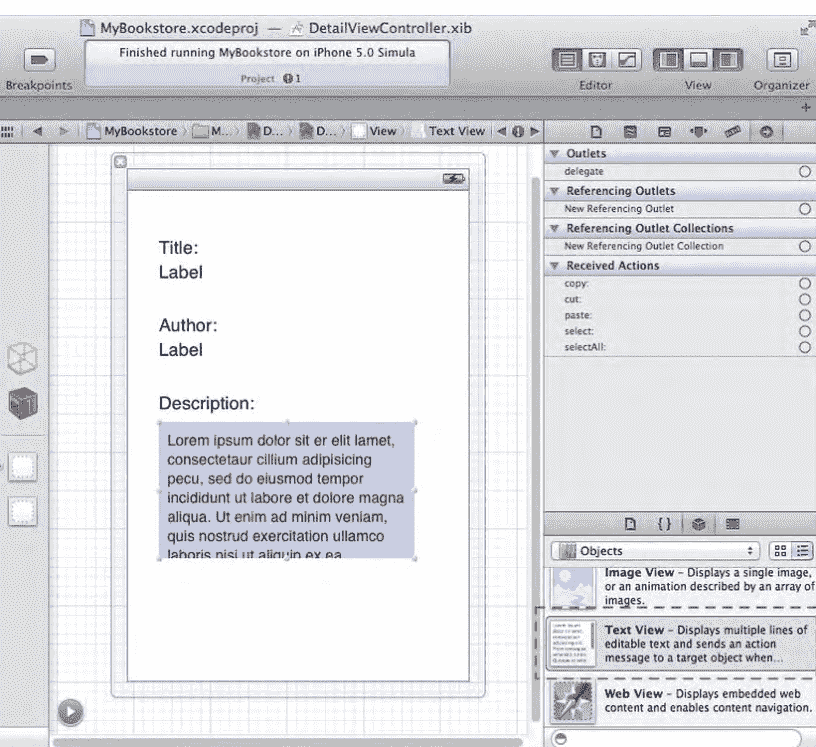 MyBookstore.xcodeproj — DetailViewController.xib
Finished running MyBookstore on iPhone 5.0 Simula
Project 1
Breakpoints
Editor
View
Organizer
MyBookstore
M...
D...
D...
View
Text View
Title:
Label
Author:
Label
Description:
Lorem ipsum dolor sit er elit lamet,
consectetaur cillium adipisicing
pecu, sed do eiusmod tempor
incididunt ut labore et dolore magna
aliqua. Ut enim ad minim veniam,
quis nostrud exercitation ullamco
laboris nisi ut aliquip ex ea
Outlets
delegate
Referencing Outlets
New Referencing Outlet
Referencing Outlet Collections
New Referencing Outlet Collection
Received Actions
copy:
cut:
paste:
select:
selectAll:
{ }
Objects
Image View – Displays a single image,
or an animation described by an array of
images.
Text View – Displays multiple lines of
editable text and sends an action
message to a target object when...
Web View – Displays embedded web
content and enables content navigation.